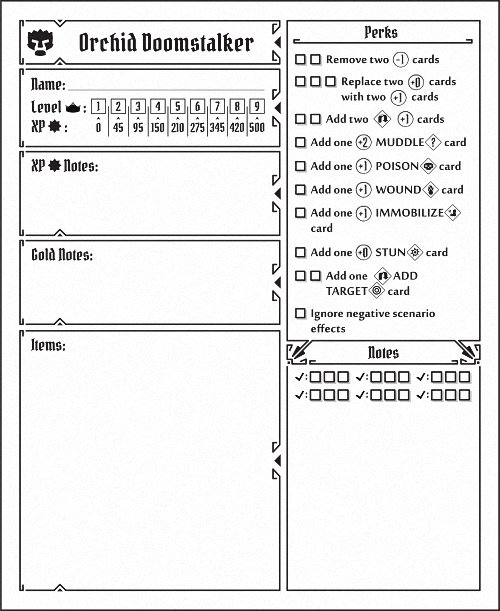 Orchid Doomstalker
Name:
Level :
1 2 3 4 5 6 7 8 9
XP :
0 45 95 150 210 275 345 420 500
XP Notes:
Gold Notes:
Items:
Perks
Remove two -1 cards
Replace two +0 cards
with two +1 cards
Add two +1 cards
Add one +2 MUDDLE ? card
Add one +1 POISON card
Add one +1 WOUND card
Add one +1 IMMOBILIZE
card
Add one +0 STUN card
Add one ADD
TARGET card
Ignore negative scenario
effects
Notes
✓: ✓: ✓:
✓: ✓: ✓: